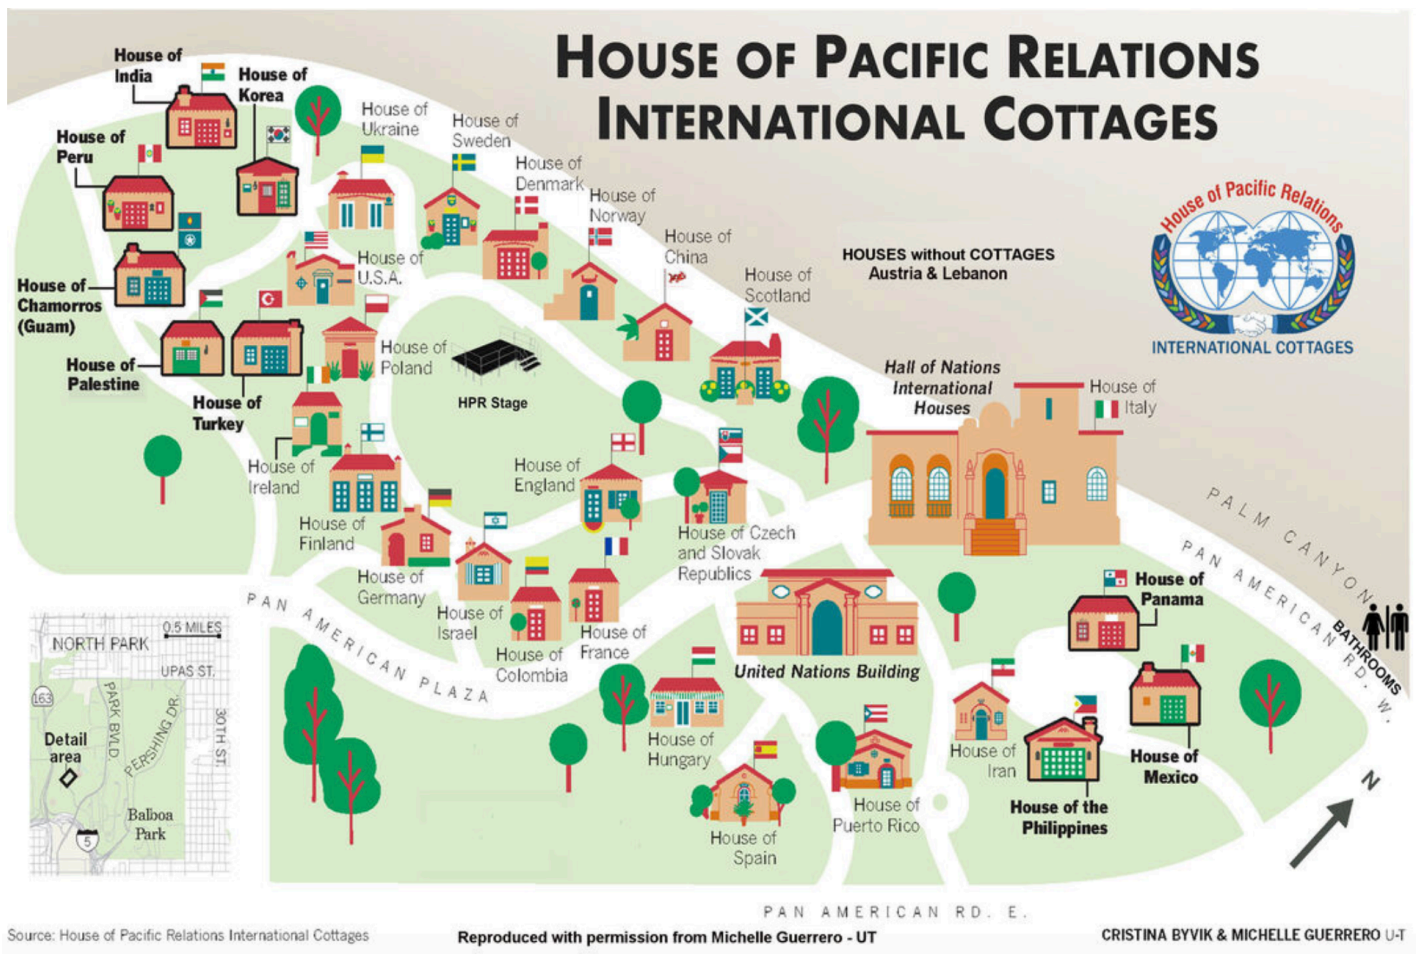 HOUSE OF PACIFIC RELATIONS
INTERNATIONAL COTTAGES
House of
India
House of
Korea
House of
Peru
House of
Ukraine
House of
Sweden
House of
Denmark
House of
Norway
House of
China
House of
Scotland
House of
U.S.A.
House of
Chamorros
(Guam)
House of
Palestine
House of
Turkey
House of
Poland
HPR Stage
HOUSES without COTTAGES
Austria & Lebanon
House of Pacific Relations
INTERNATIONAL COTTAGES
Hall of Nations
International
Houses
House of
Italy
House of
Ireland
House of
Finland
House of
Germany
House of
Israel
House of
Colombia
House of
France
House of
England
House of Czech
and Slovak
Republics
United Nations Building
House of
Hungary
House of
Spain
House of
Puerto Rico
House of
Iran
House of the
Philippines
House of
Mexico
House of
Panama
PALM CANYON
PAN AMERICAN RD. W.
BATHROOMS
N
PAN AMERICAN PLAZA
PAN AMERICAN RD. E.
0.5 MILES
NORTH PARK
UPAS ST.
163
PARK BVLD.
PERSHING DR.
30TH ST.
Detail
area
Balboa
Park
5
Source: House of Pacific Relations International Cottages
Reproduced with permission from Michelle Guerrero - UT
CRISTINA BYVIK & MICHELLE GUERRERO U-T